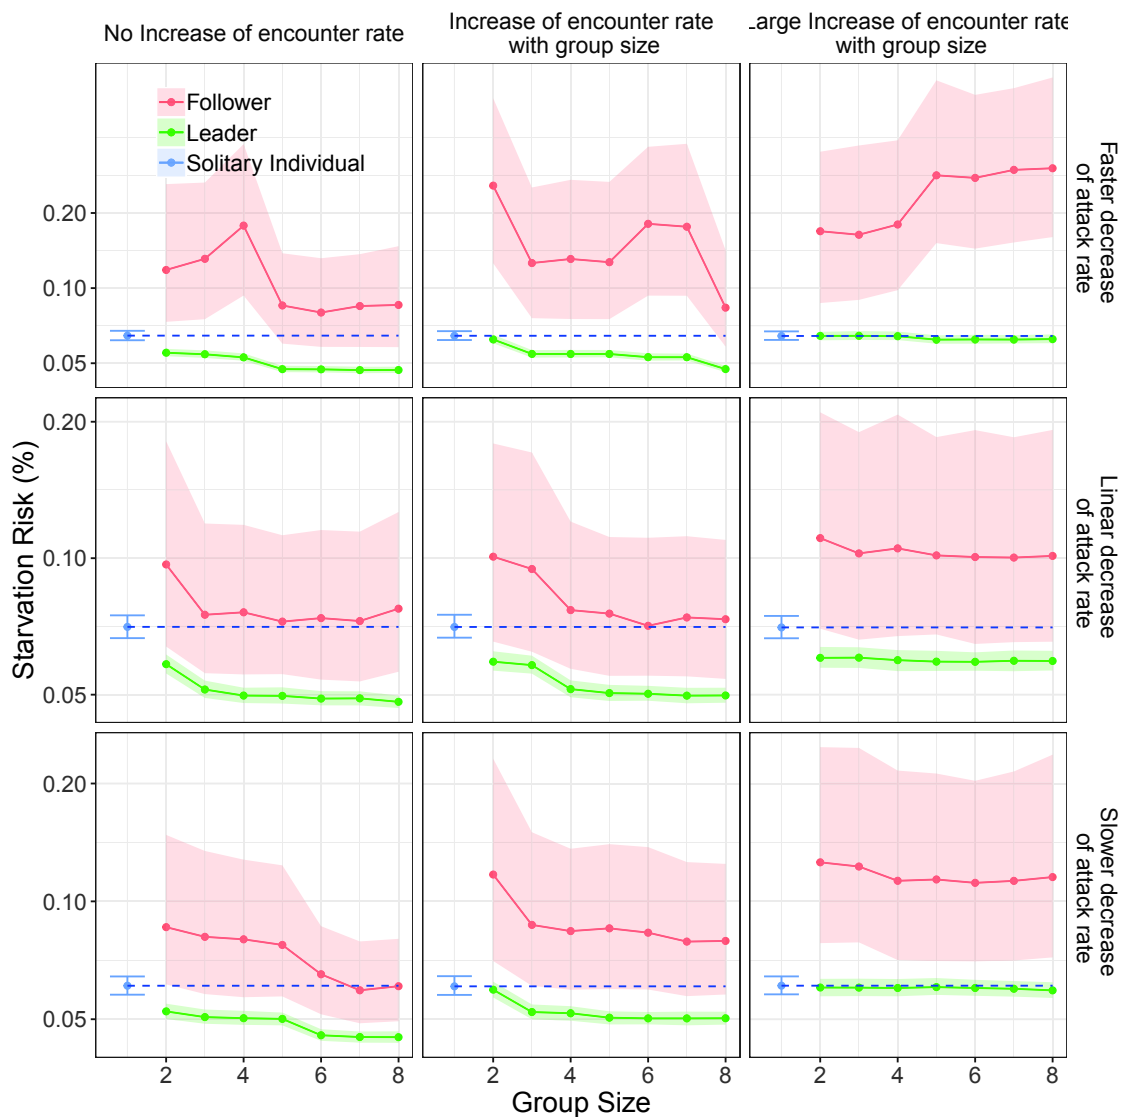 No Increase of encounter rate
Increase of encounter rate
with group size
Large Increase of encounter rate
with group size
Follower
Leader
Solitary Individual
0.20
0.10
0.05
Faster decrease
of attack rate
Starvation Risk (%)
0.20
0.10
0.05
Linear decrease
of attack rate
0.20
0.10
0.05
Slower decrease
of attack rate
2 4 6 8
2 4 6 8
2 4 6 8
Group Size